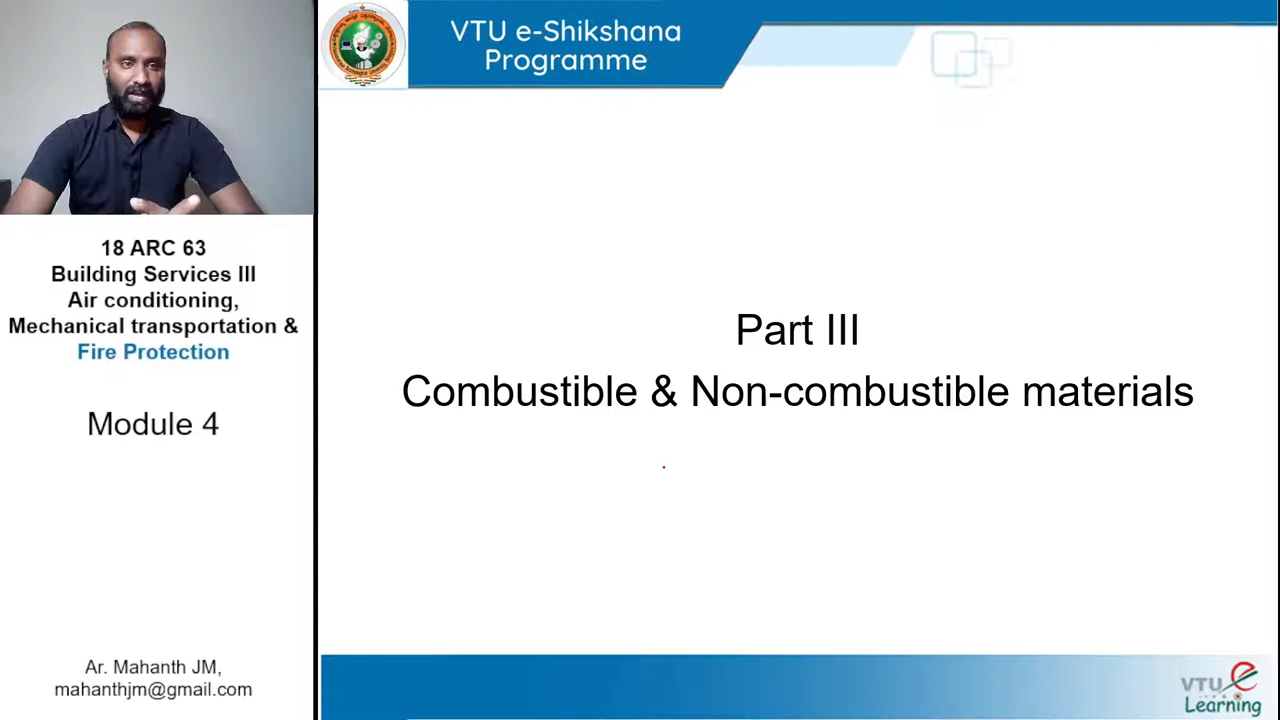 VTU e-Shikshana
Programme
18 ARC 63
Building Services III
Air conditioning,
Mechanical transportation &
Fire Protection
Module 4
Part III
Combustible & Non-combustible materials
Ar. Mahanth JM,
mahanthjm@gmail.com
VTU e
Learning